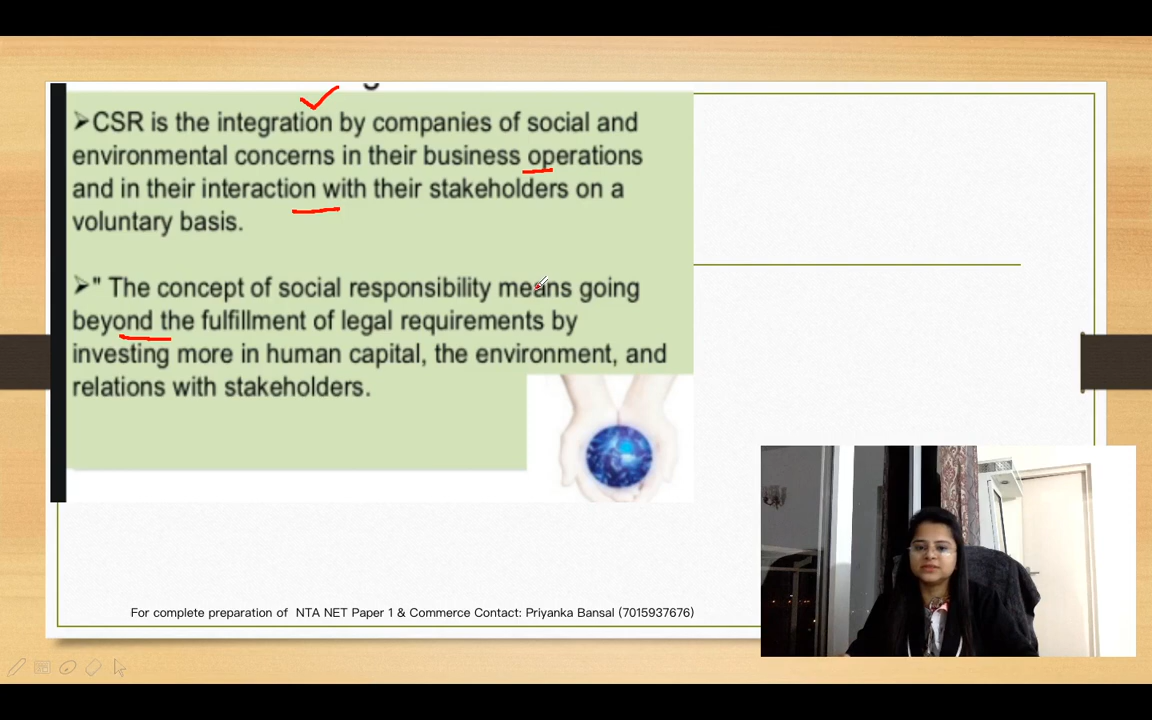 ➢CSR is the integration by companies of social and
environmental concerns in their business operations
and in their interaction with their stakeholders on a
voluntary basis.
➢" The concept of social responsibility means going
beyond the fulfillment of legal requirements by
investing more in human capital, the environment, and
relations with stakeholders.
For complete preparation of NTA NET Paper 1 & Commerce Contact: Priyanka Bansal (7015937676)